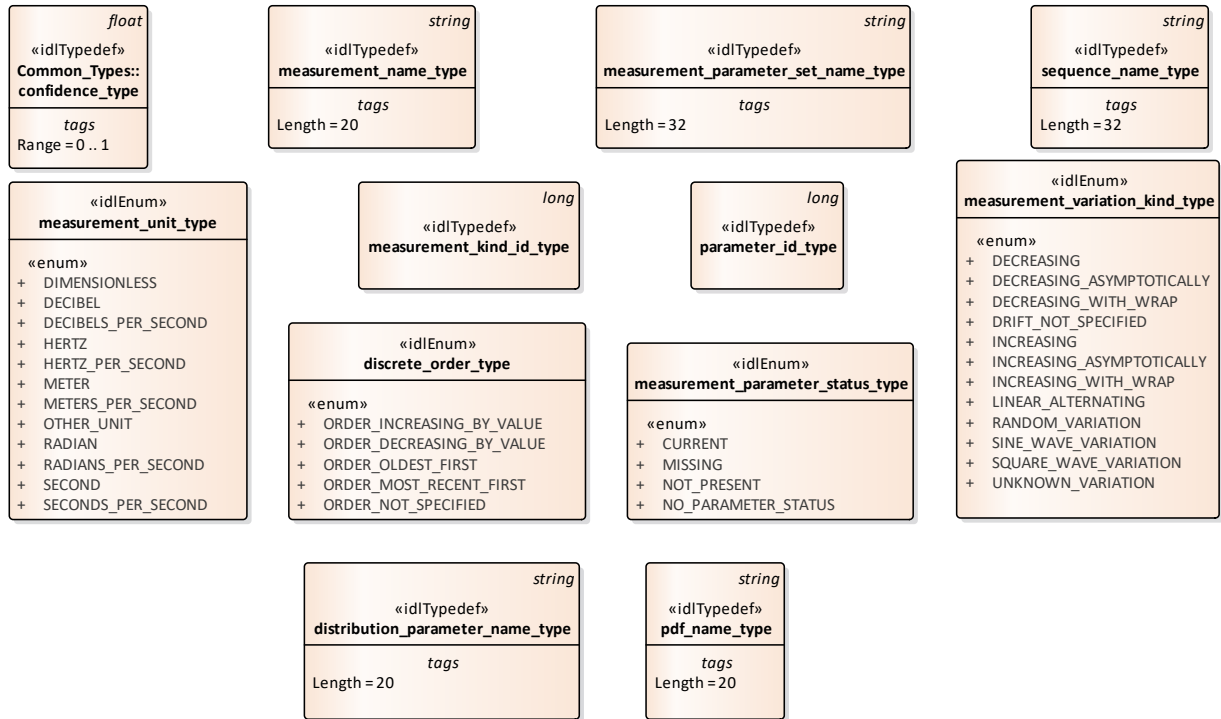 float
«idlTypedef»
Common_Types::
confidence_type
tags
Range = 0 .. 1
string
«idlTypedef»
measurement_name_type
tags
Length = 20
string
«idlTypedef»
measurement_parameter_set_name_type
tags
Length = 32
string
«idlTypedef»
sequence_name_type
tags
Length = 32
«idlEnum»
measurement_unit_type
«enum»
+ DIMENSIONLESS
+ DECIBEL
+ DECIBELS_PER_SECOND
+ HERTZ
+ HERTZ_PER_SECOND
+ METER
+ METERS_PER_SECOND
+ OTHER_UNIT
+ RADIAN
+ RADIANS_PER_SECOND
+ SECOND
+ SECONDS_PER_SECOND
long
«idlTypedef»
measurement_kind_id_type
long
«idlTypedef»
parameter_id_type
«idlEnum»
measurement_variation_kind_type
«enum»
+ DECREASING
+ DECREASING_ASYMPTOTICALLY
+ DECREASING_WITH_WRAP
+ DRIFT_NOT_SPECIFIED
+ INCREASING
+ INCREASING_ASYMPTOTICALLY
+ INCREASING_WITH_WRAP
+ LINEAR_ALTERNATING
+ RANDOM_VARIATION
+ SINE_WAVE_VARIATION
+ SQUARE_WAVE_VARIATION
+ UNKNOWN_VARIATION
«idlEnum»
discrete_order_type
«enum»
+ ORDER_INCREASING_BY_VALUE
+ ORDER_DECREASING_BY_VALUE
+ ORDER_OLDEST_FIRST
+ ORDER_MOST_RECENT_FIRST
+ ORDER_NOT_SPECIFIED
«idlEnum»
measurement_parameter_status_type
«enum»
+ CURRENT
+ MISSING
+ NOT_PRESENT
+ NO_PARAMETER_STATUS
string
«idlTypedef»
distribution_parameter_name_type
tags
Length = 20
string
«idlTypedef»
pdf_name_type
tags
Length = 20